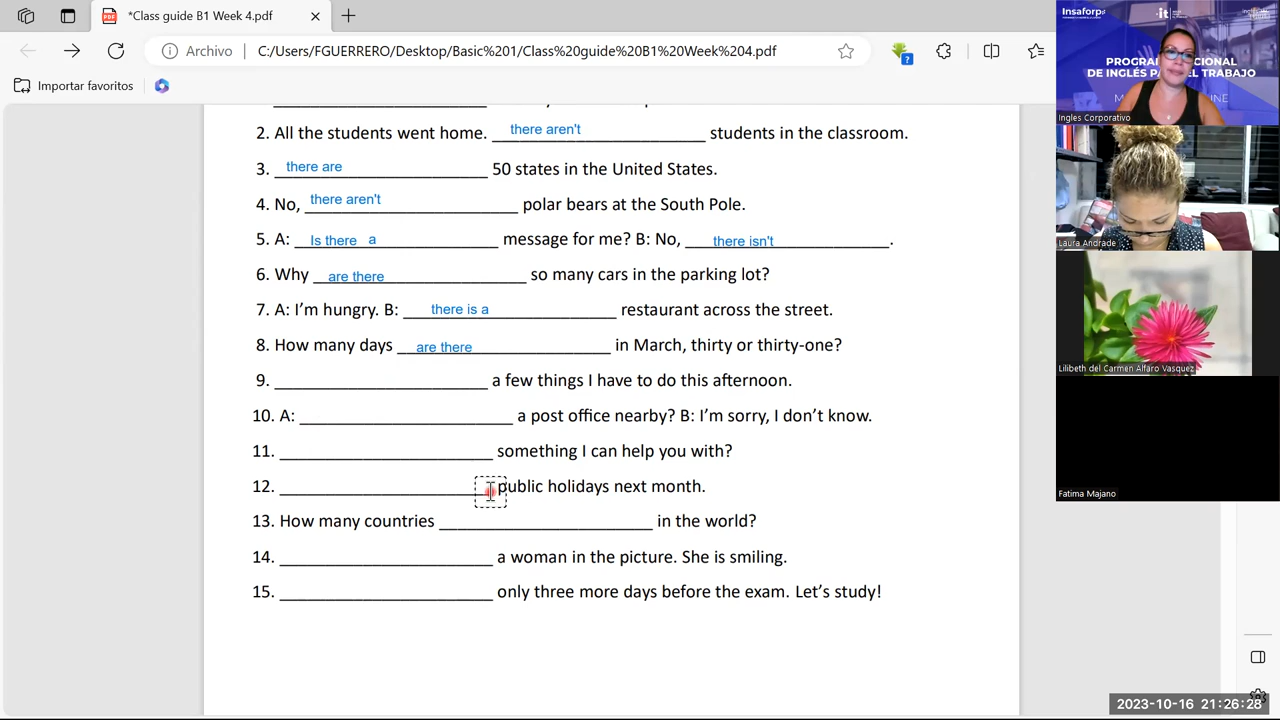 *Class guide B1 Week 4.pdf
Archivo
C:/Users/FGUERRERO/Desktop/Basic%201/Class%20guide%20B1%20Week%204.pdf
Importar favoritos
2. All the students went home. there aren't students in the classroom.
3. there are 50 states in the United States.
4. No, there aren't polar bears at the South Pole.
5. A: Is there a message for me? B: No, there isn't.
6. Why are there so many cars in the parking lot?
7. A: I'm hungry. B: there is a restaurant across the street.
8. How many days are there in March, thirty or thirty-one?
9. ________________________ a few things I have to do this afternoon.
10. A: ________________________ a post office nearby? B: I'm sorry, I don't know.
11. ________________________ something I can help you with?
12. ________________________ public holidays next month.
13. How many countries ________________________ in the world?
14. ________________________ a woman in the picture. She is smiling.
15. ________________________ only three more days before the exam. Let's study!
Insaforp
Ingles Corporativo
Laura Andrade
Lilibeth del Carmen Alfaro Vasquez
Fatima Majano
2023-10-16 21:26:28